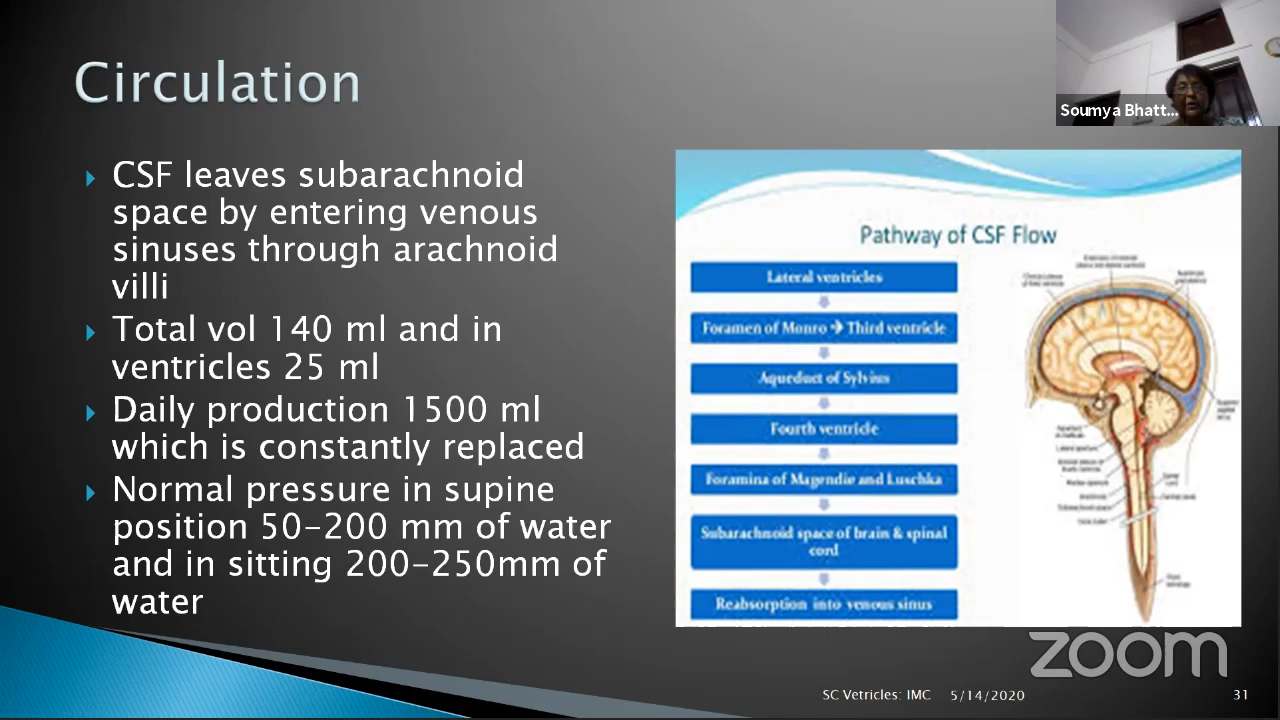 Circulation
Soumya Bhatt...
CSF leaves subarachnoid
space by entering venous
sinuses through arachnoid
villi
Total vol 140 ml and in
ventricles 25 ml
Daily production 1500 ml
which is constantly replaced
Normal pressure in supine
position 50-200 mm of water
and in sitting 200-250mm of
water
Pathway of CSF Flow
Lateral ventricles
Foramen of Monro → Third ventricle
Aqueduct of Sylvius
Fourth ventricle
Foramina of Magendie and Luschka
Subarachnoid space of brain & spinal
cord
Reabsorption into venous sinus
zoom
SC Vetricles: IMC 5/14/2020 31